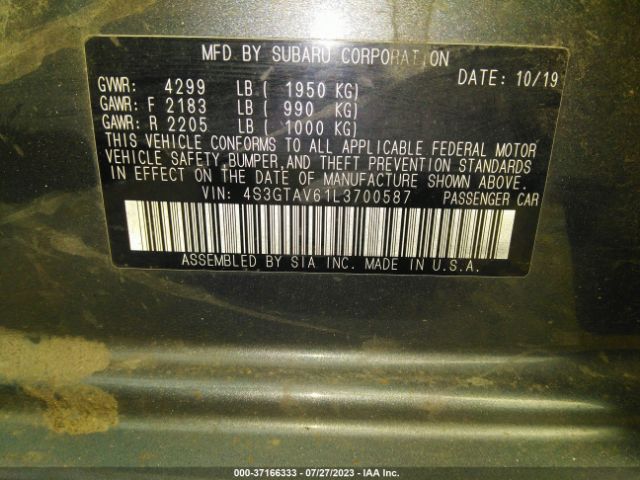 MFD BY SUBARU CORPORATION
DATE: 10/19
GVWR: 4299 LB ( 1950 KG)
GAWR: F 2183 LB ( 990 KG)
GAWR: R 2205 LB ( 1000 KG)
THIS VEHICLE CONFORMS TO ALL APPLICABLE FEDERAL MOTOR
VEHICLE SAFETY, BUMPER, AND THEFT PREVENTION STANDARDS
IN EFFECT ON THE DATE OF MANUFACTURE SHOWN ABOVE.
VIN: 4S3GTAV61L3700587 PASSENGER CAR
ASSEMBLED BY SIA INC. MADE IN U.S.A.
000-37166333 / 07/27/2023 - IAA Inc.